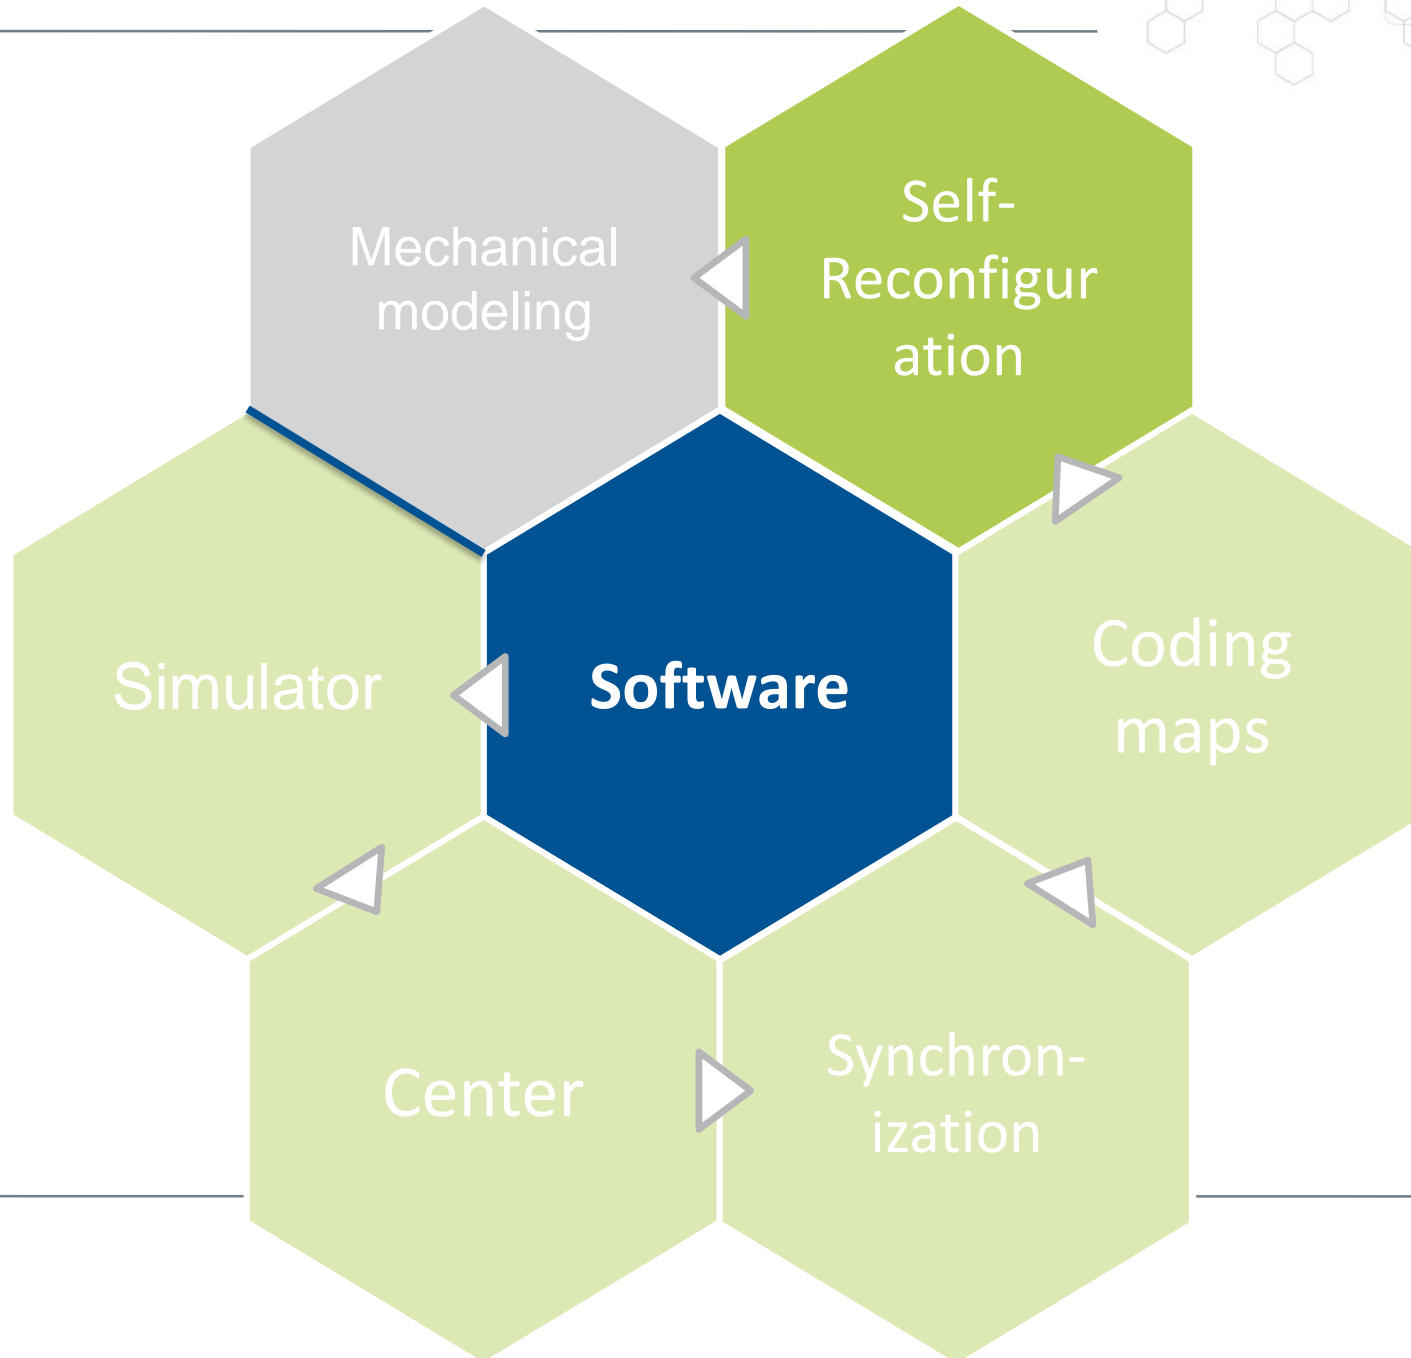 Mechanical
modeling
Self-
Reconfigur
ation
Simulator
Software
Coding
maps
Center
Synchron-
ization